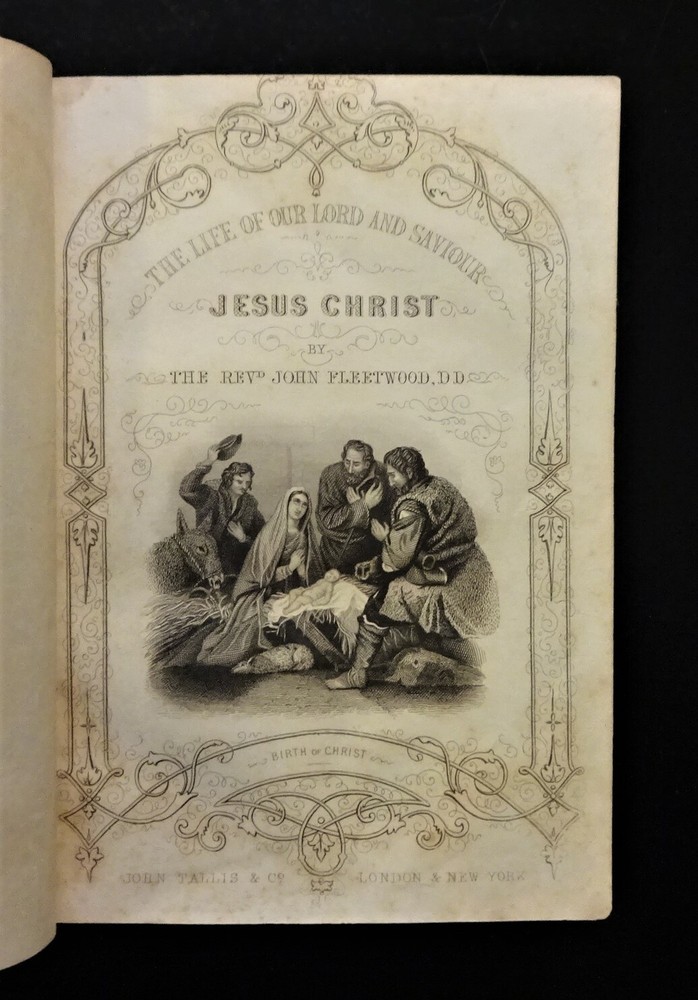 THE LIFE OF OUR LORD AND SAVIOUR
JESUS CHRIST
BY
THE REVD JOHN FLEETWOOD, D.D.
BIRTH OF CHRIST
JOHN TALLIS & CO LONDON & NEW YORK